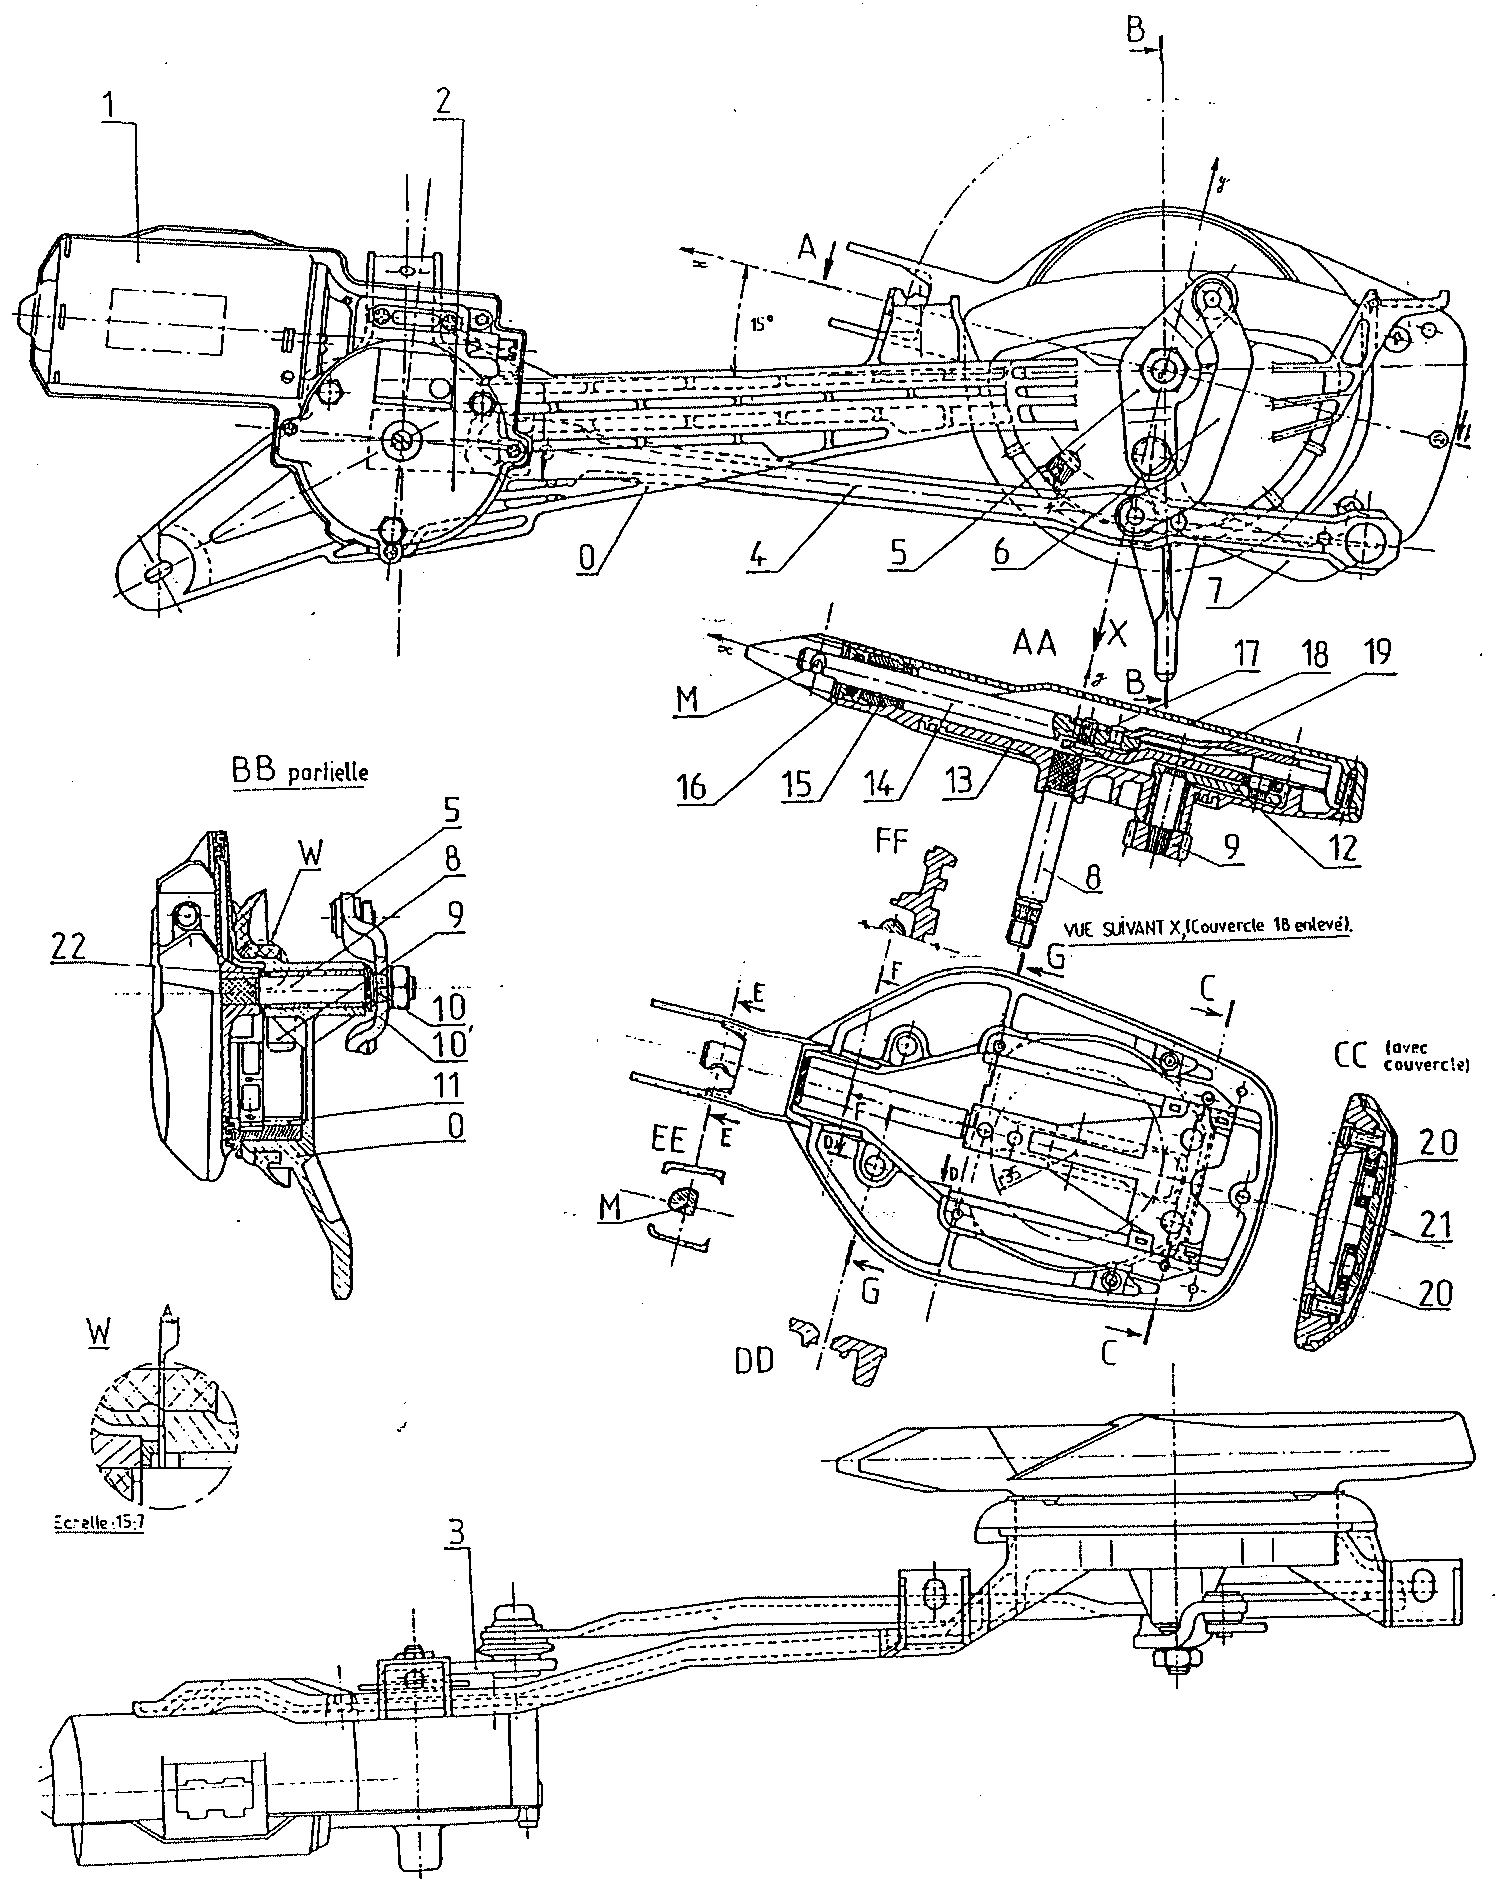 B
1
2
y
A
x
15°
0
4
5
6
7
X
AA
x
y
B
17
18
19
M
16
15
14
13
12
9
8
BB partielle
FF
5
W
8
9
22
10
10'
11
0
VUE SUIVANT X, (Couvercle 18 enlevé).
G
F
E
C
CC (avec couvercle)
F
EE
E
D
D
35
M
20
21
20
G
C
DD
W
Echelle:15:7
3